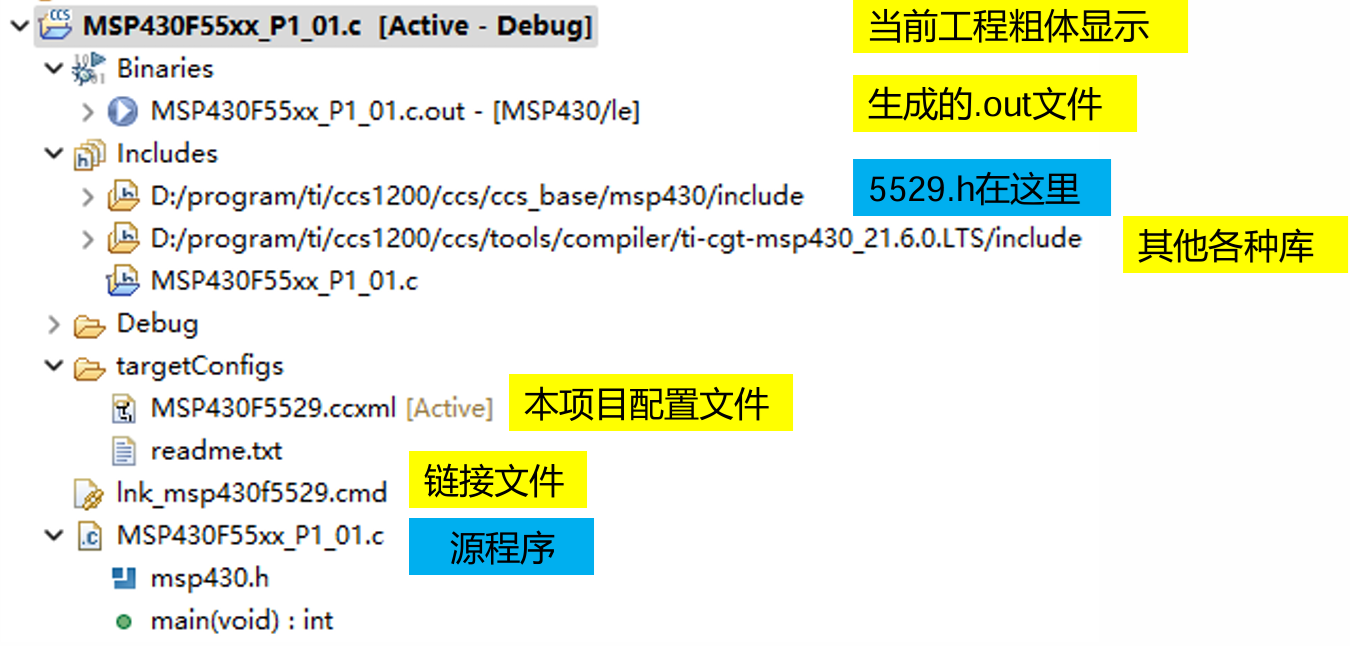 MSP430F55xx_P1_01.c [Active - Debug]
当前工程粗体显示
Binaries
MSP430F55xx_P1_01.c.out - [MSP430/le]
生成的.out文件
Includes
D:/program/ti/ccs1200/ccs/ccs_base/msp430/include
5529.h在这里
D:/program/ti/ccs1200/ccs/tools/compiler/ti-cgt-msp430_21.6.0.LTS/include
其他各种库
MSP430F55xx_P1_01.c
Debug
targetConfigs
MSP430F5529.ccxml [Active]
本项目配置文件
readme.txt
lnk_msp430f5529.cmd
链接文件
MSP430F55xx_P1_01.c
源程序
msp430.h
main(void) : int